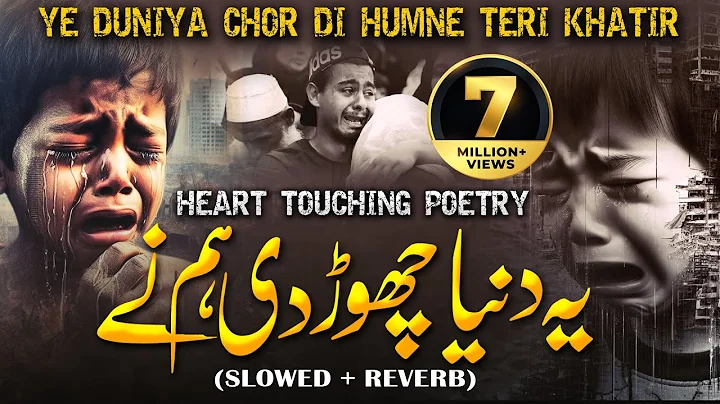 YE DUNIYA CHOR DI HUMNE TERI KHATIR
adidas
7
MILLION+
VIEWS
HEART TOUCHING POETRY
یہ دنیا چھوڑ دی ہم نے
(SLOWED + REVERB)